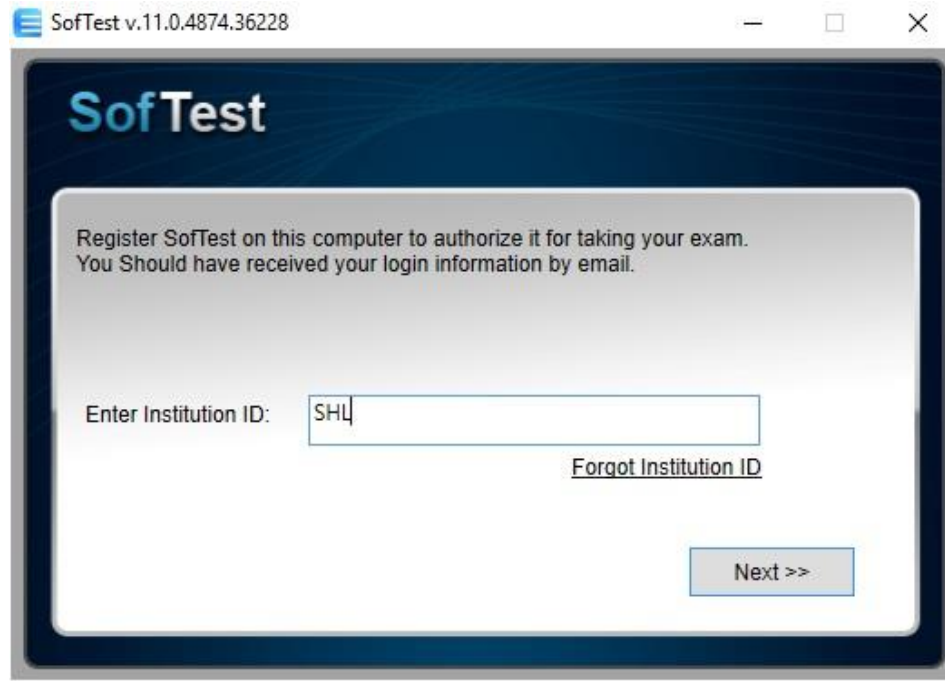 SofTest v.11.0.4874.36228
SofTest
Register SofTest on this computer to authorize it for taking your exam.
You Should have received your login information by email.
Enter Institution ID: SHL
Forgot Institution ID
Next >>